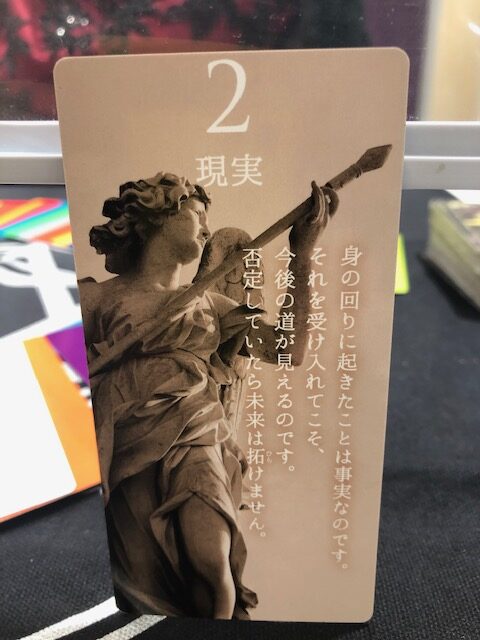 2
現実
身の回りに起きたことは事実なのです。
それを受け入れてこそ、
今後の道が見えるのです。
否定していたら未来は拓けません。
ひら